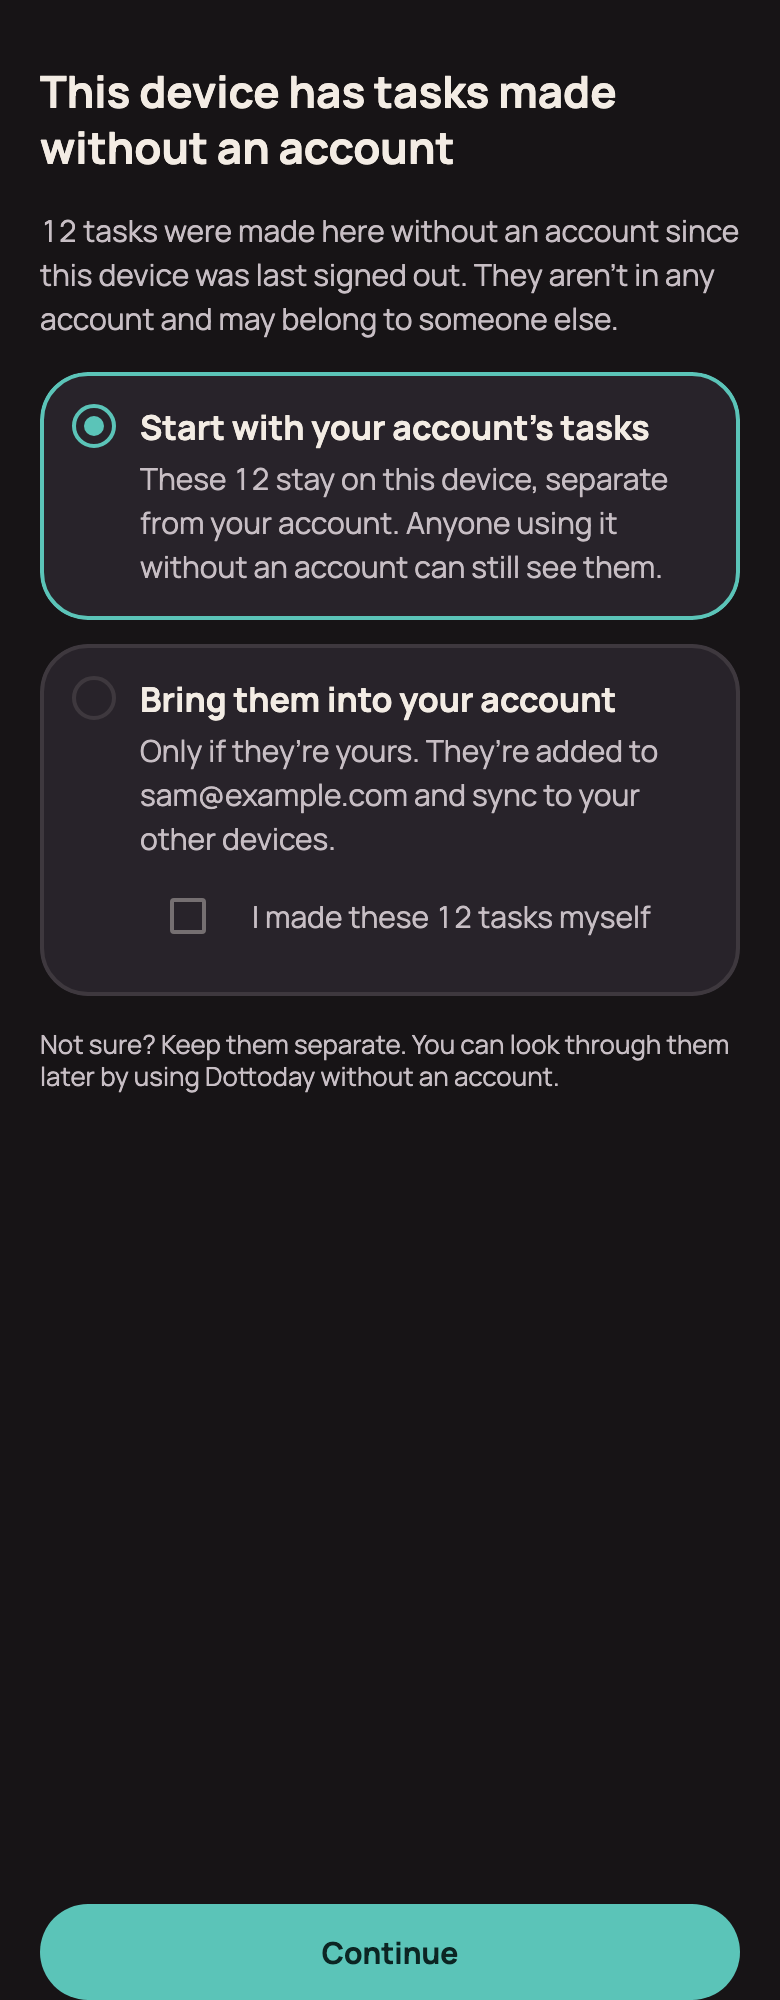 This device has tasks made
without an account
12 tasks were made here without an account since
this device was last signed out. They aren’t in any
account and may belong to someone else.
Start with your account’s tasks
These 12 stay on this device, separate
from your account. Anyone using it
without an account can still see them.
Bring them into your account
Only if they’re yours. They’re added to
sam@example.com and sync to your
other devices.
I made these 12 tasks myself
Not sure? Keep them separate. You can look through them
later by using Dottoday without an account.
Continue